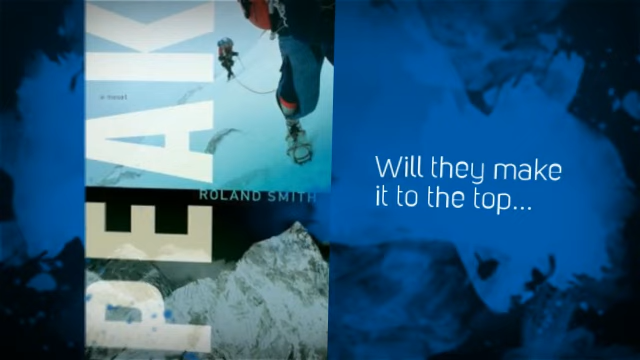 PEAK
a novel
ROLAND SMITH
Will they make
it to the top...